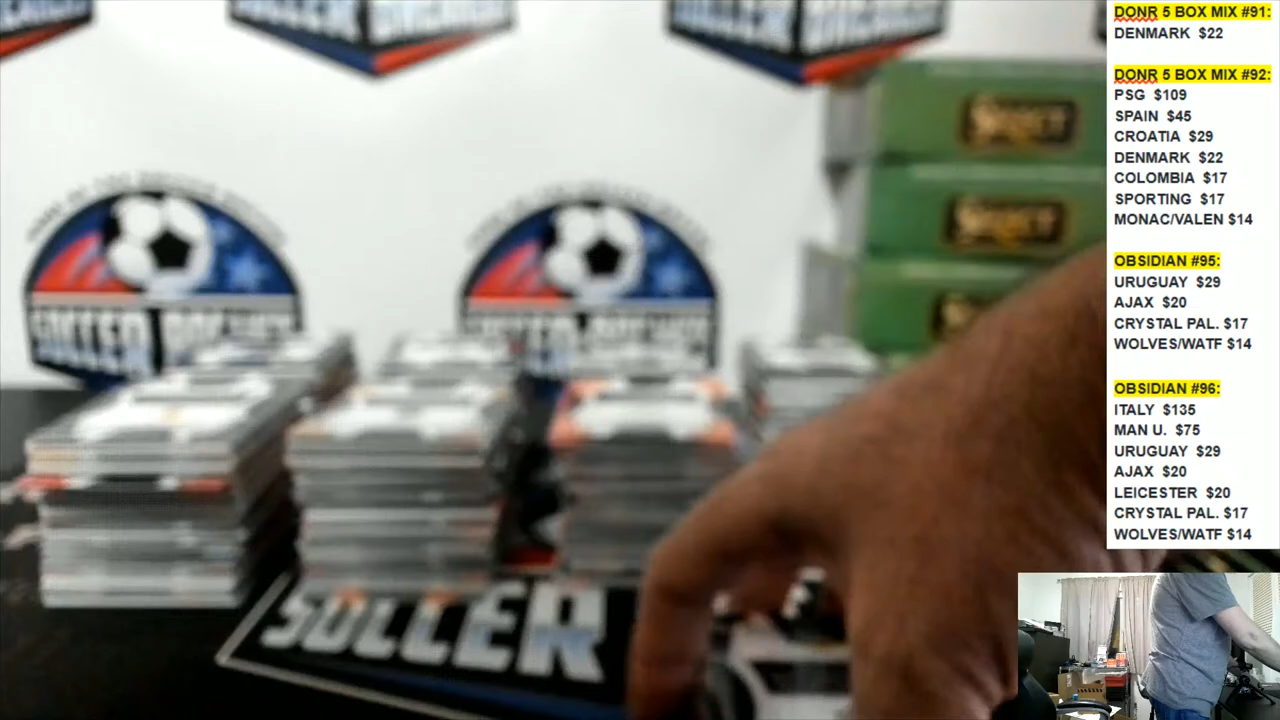 DONR 5 BOX MIX #91:
DENMARK $22
DONR 5 BOX MIX #92:
PSG $109
SPAIN $45
CROATIA $29
DENMARK $22
COLOMBIA $17
SPORTING $17
MONAC/VALEN $14
OBSIDIAN #95:
URUGUAY $29
AJAX $20
CRYSTAL PAL. $17
WOLVES/WATF $14
OBSIDIAN #96:
ITALY $135
MAN U. $75
URUGUAY $29
AJAX $20
LEICESTER $20
CRYSTAL PAL. $17
WOLVES/WATF $14
SELECT
SELECT
SOCCER
SOCCER